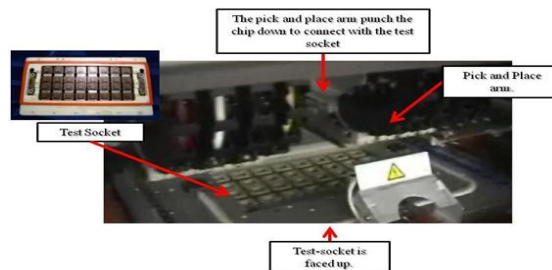 The pick and place arm punch the
chip down to connect with the test
socket
Pick and Place
arm.
Test Socket
Test-socket is
faced up.